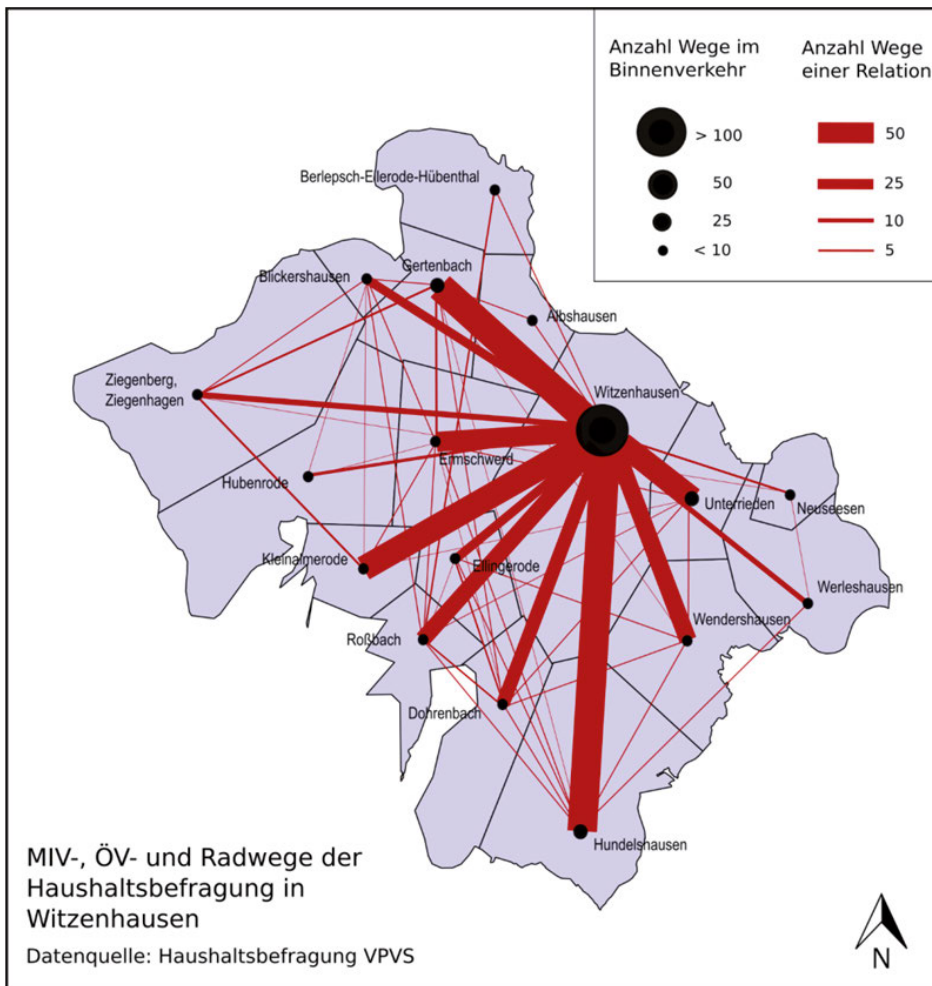 Anzahl Wege im
Binnenverkehr
> 100
50
25
< 10
Anzahl Wege
einer Relation
50
25
10
5
Berlepsch-Ellerode-Hübenthal
Blickershausen
Gertenbach
Albshausen
Ziegenberg,
Ziegenhagen
Witzenhausen
Ermschwerd
Hubenrode
Unterrieden
Neuseesen
Kleinalmerode
Ellingerode
Werleshausen
Roßbach
Wendershausen
Dohrenbach
Hundelshausen
MIV-, ÖV- und Radwege der
Haushaltsbefragung in
Witzenhausen
Datenquelle: Haushaltsbefragung VPVS
N